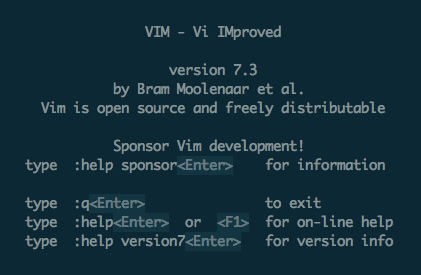 VIM - Vi IMproved
version 7.3
by Bram Moolenaar et al.
Vim is open source and freely distributable
Sponsor Vim development!
type  :help sponsor<Enter>    for information
type  :q<Enter>               to exit
type  :help<Enter>  or  <F1>  for on-line help
type  :help version7<Enter>   for version info